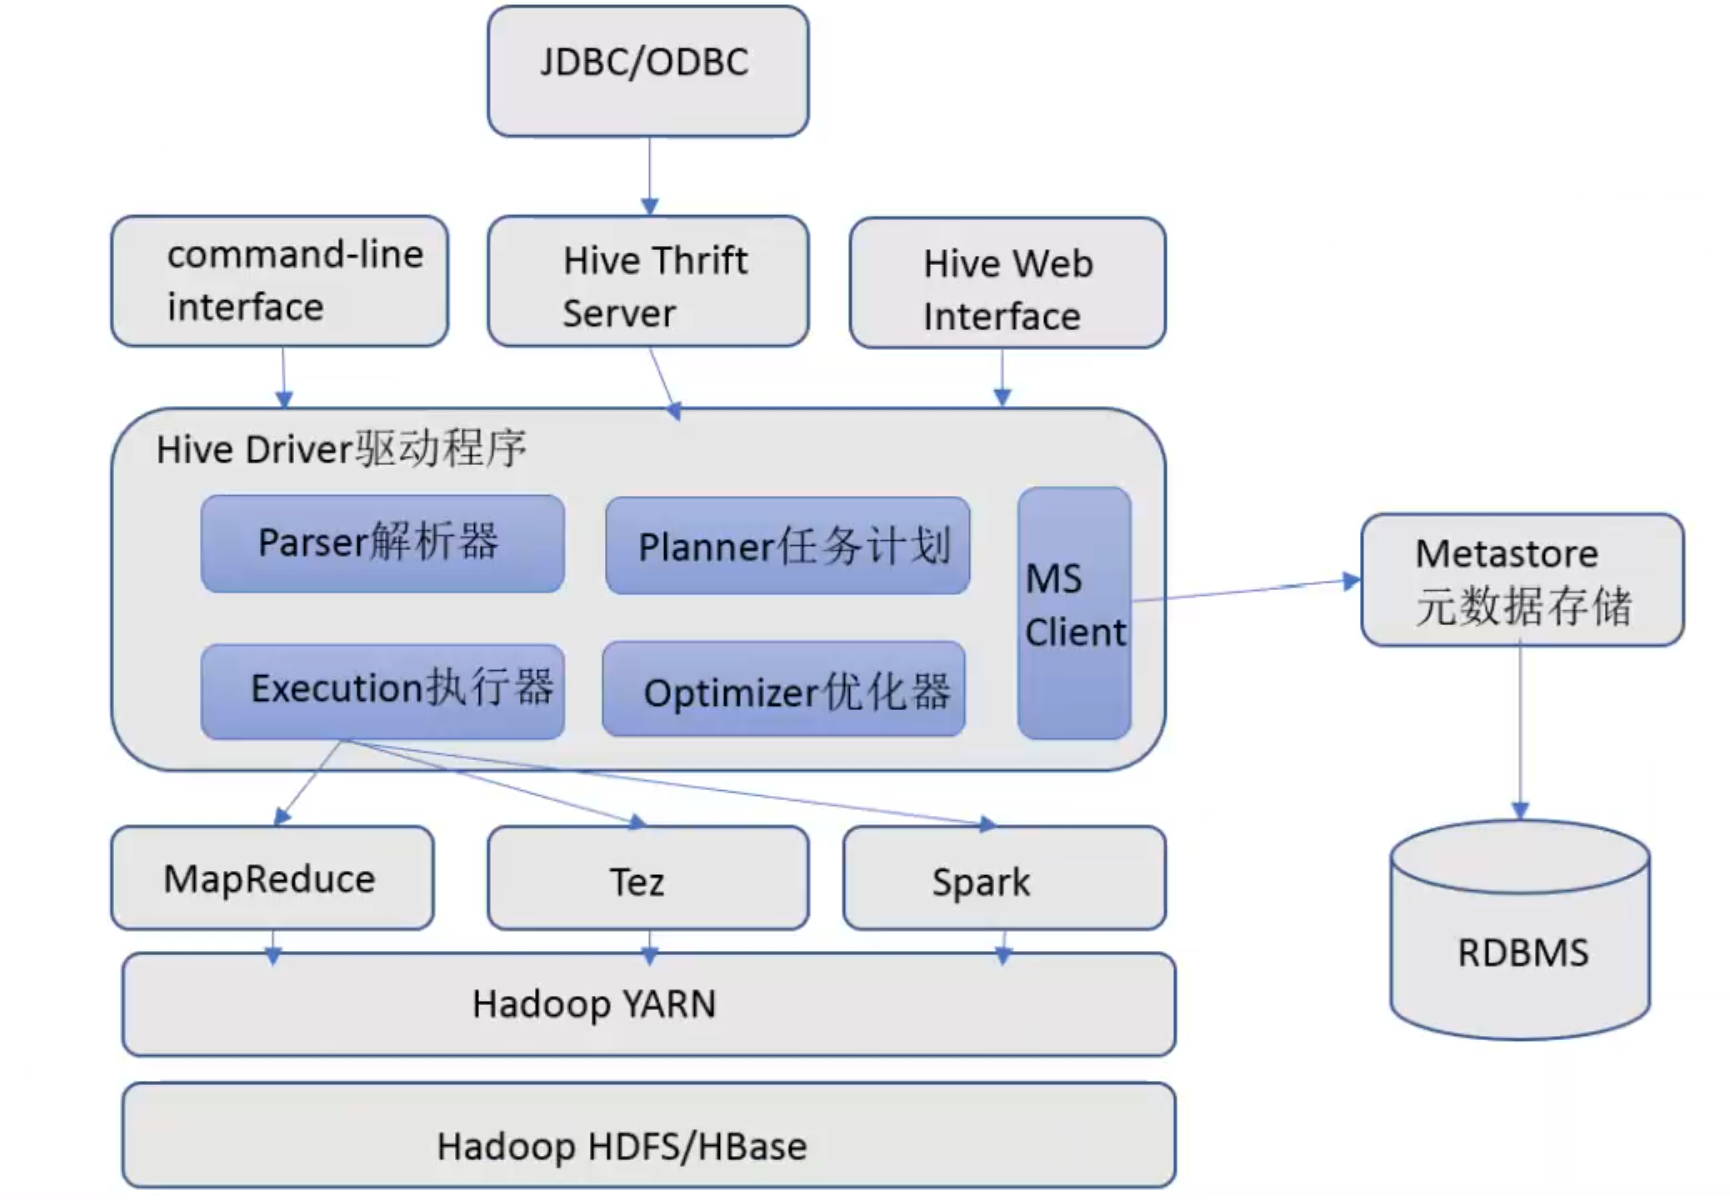 JDBC/ODBC
command-line
interface
Hive Thrift
Server
Hive Web
Interface
Hive Driver驱动程序
Parser解析器
Planner任务计划
MS
Client
Execution执行器
Optimizer优化器
Metastore
元数据存储
MapReduce
Tez
Spark
RDBMS
Hadoop YARN
Hadoop HDFS/HBase